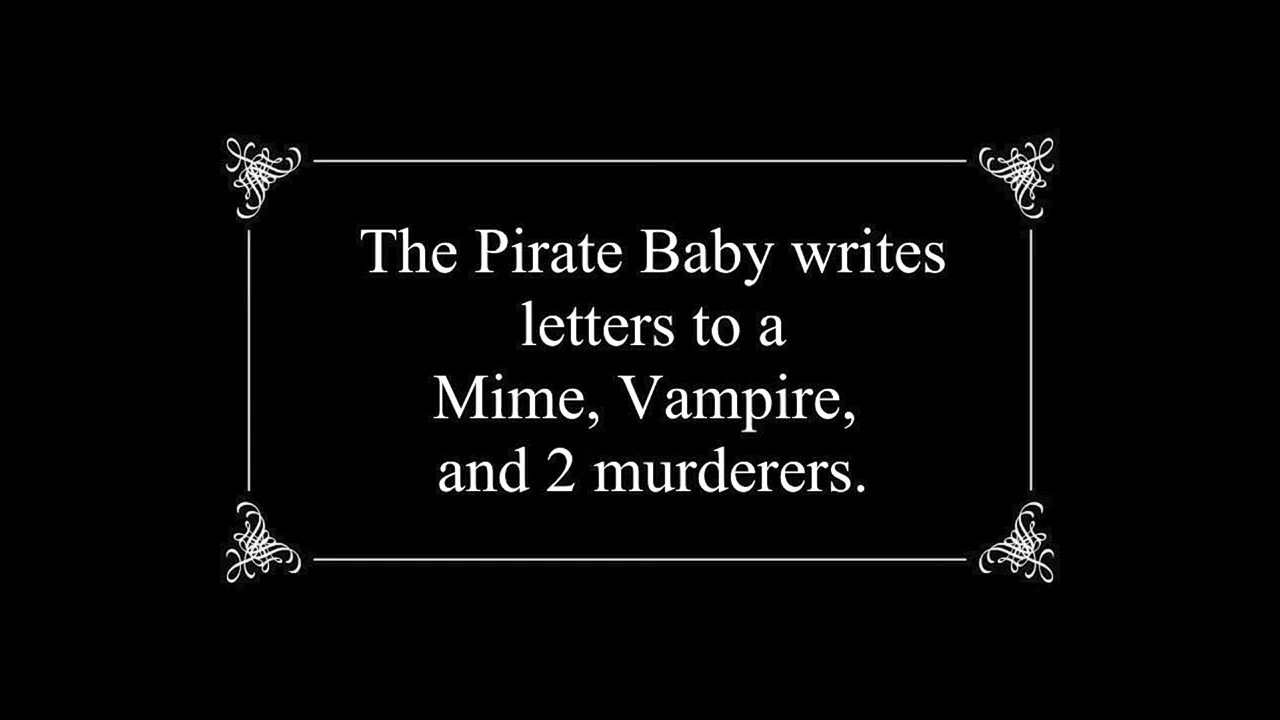 The Pirate Baby writes
letters to a
Mime, Vampire,
and 2 murderers.